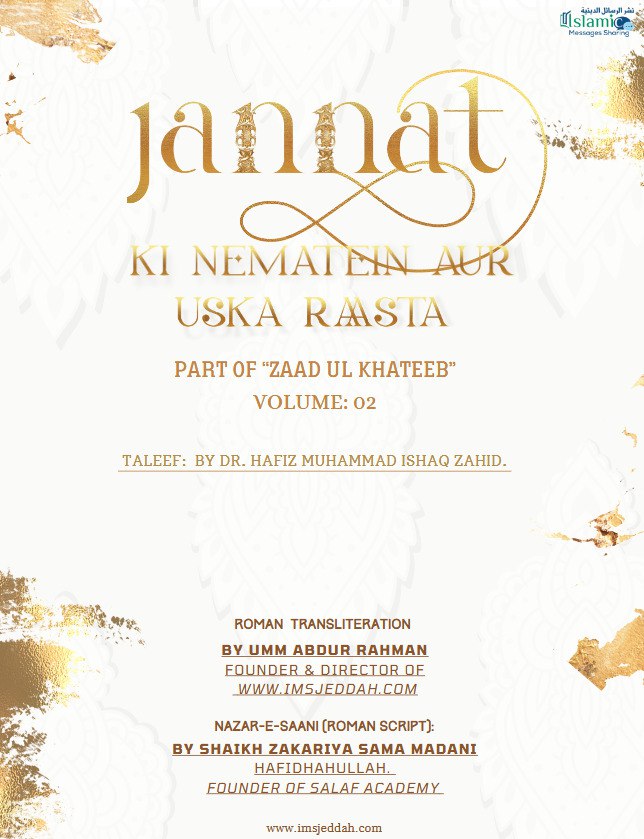 نشر الرسائل الدينية
Islamic
Messages Sharing
jannat
KI NEMATEIN AUR
USKA RAASTA
PART OF “ZAAD UL KHATEEB”
VOLUME: 02
TALEEF: BY DR. HAFIZ MUHAMMAD ISHAQ ZAHID.
ROMAN TRANSLITERATION
BY UMM ABDUR RAHMAN
FOUNDER & DIRECTOR OF
WWW.IMSJEDDAH.COM
NAZAR-E-SAANI (ROMAN SCRIPT):
BY SHAIKH ZAKARIYA SAMA MADANI
HAFIDHAHULLAH.
FOUNDER OF SALAF ACADEMY
www.imsjeddah.com